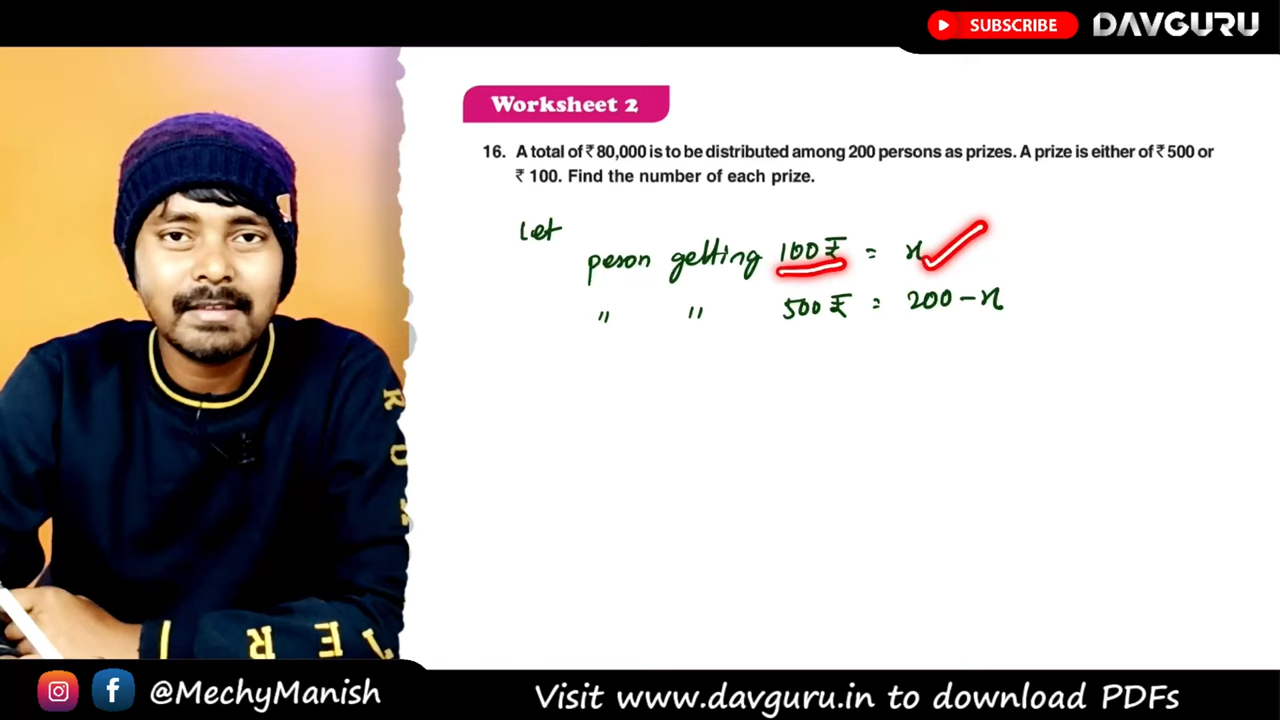 SUBSCRIBE DAVGURU
Worksheet 2
16. A total of ₹ 80,000 is to be distributed among 200 persons as prizes. A prize is either of ₹ 500 or
₹ 100. Find the number of each prize.
Let
peson getting 100 ₹ = x
" " 500 ₹ = 200 - x
@MechyManish
Visit www.davguru.in to download PDFs